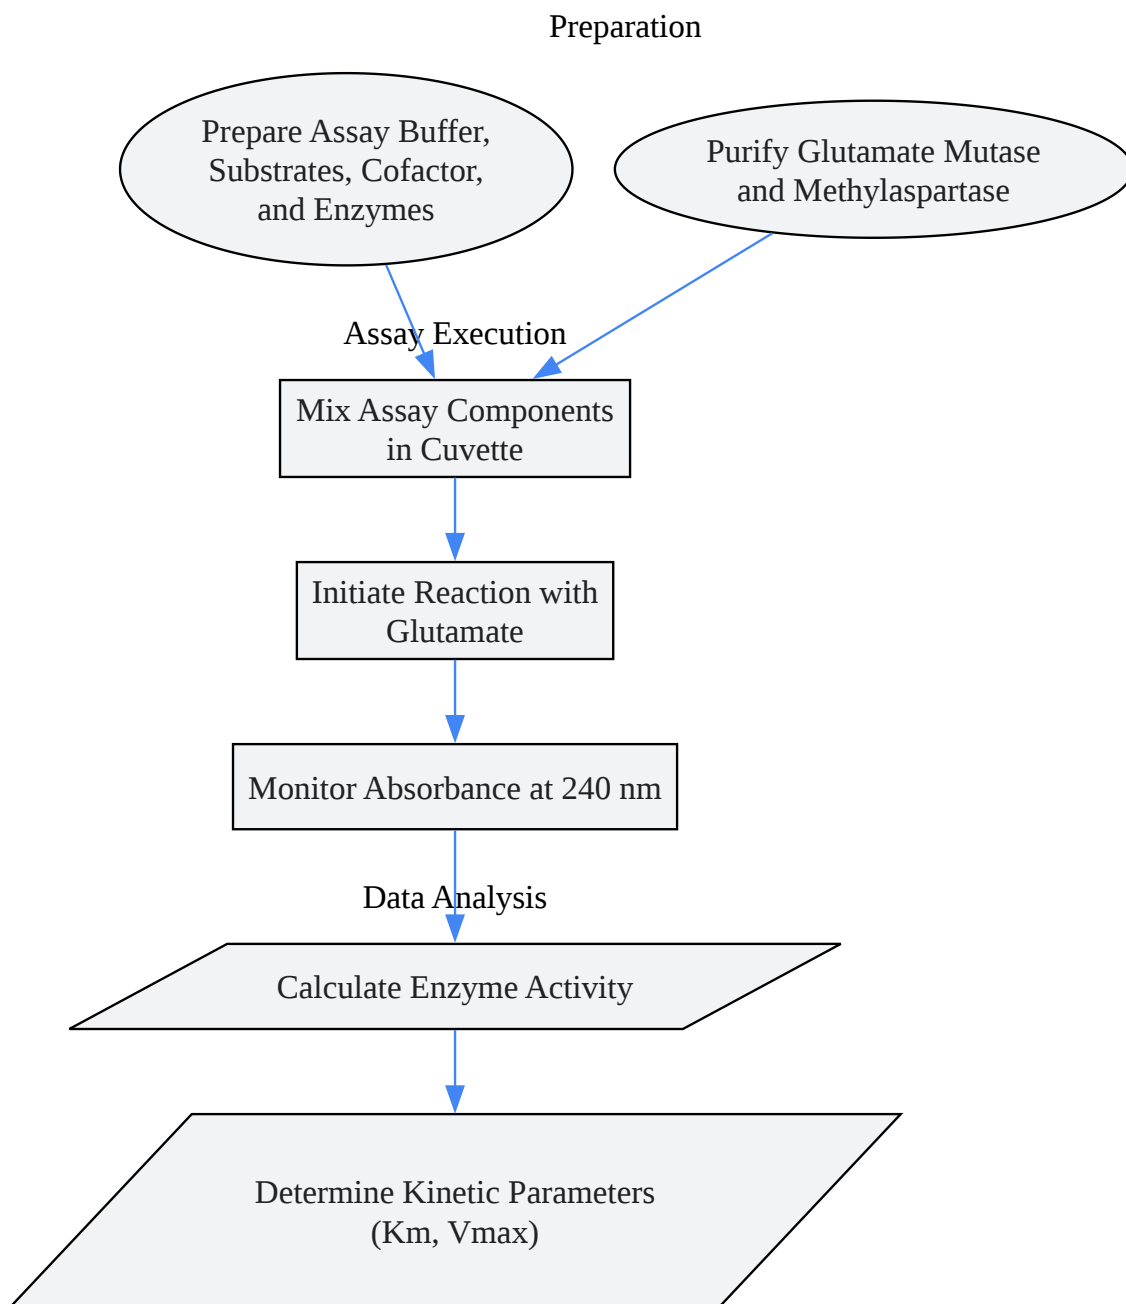 Preparation
Prepare Assay Buffer,
Substrates, Cofactor,
and Enzymes
Purify Glutamate Mutase
and Methylaspartase
Assay Execution
Mix Assay Components
in Cuvette
Initiate Reaction with
Glutamate
Monitor Absorbance at 240 nm
Data Analysis
Calculate Enzyme Activity
Determine Kinetic Parameters
(Km, Vmax)